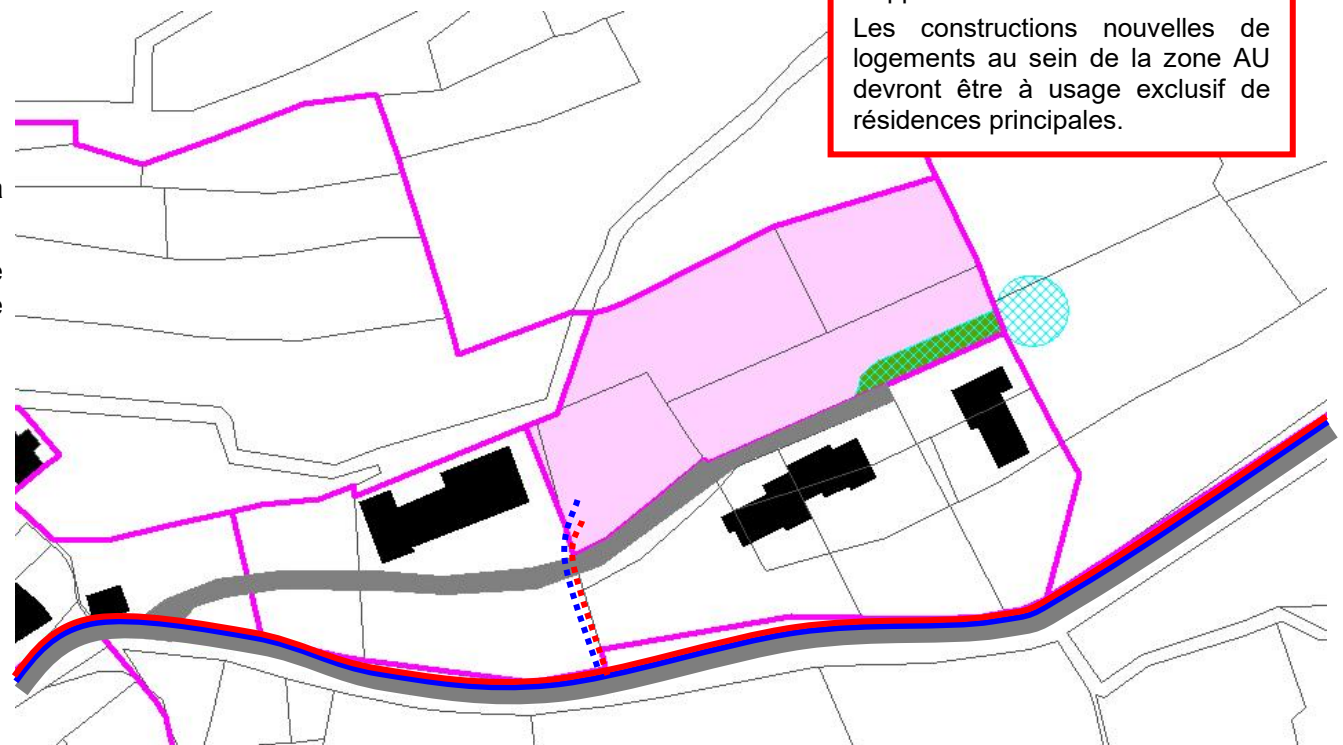 Les constructions nouvelles de
logements au sein de la zone AU
devront être à usage exclusif de
résidences principales.